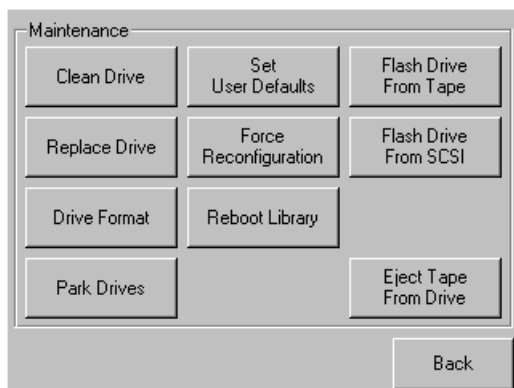 Maintenance
Clean Drive
Set
User Defaults
Flash Drive
From Tape
Replace Drive
Force
Reconfiguration
Flash Drive
From SCSI
Drive Format
Reboot Library
Park Drives
Eject Tape
From Drive
Back